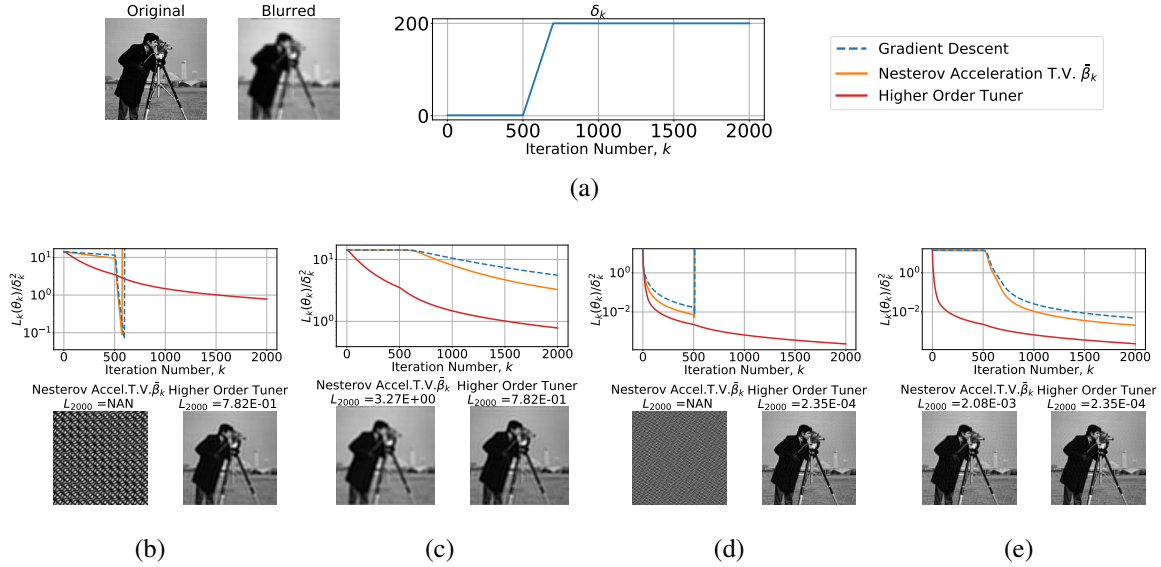 Original
Blurred
δ_k
200
0
0 500 1000 1500 2000
Iteration Number, k
Gradient Descent
Nesterov Acceleration T.V. β̄_k
Higher Order Tuner
(a)
L_k(θ_k)/δ_k^2
10^1
10^0
10^{-1}
0 500 1000 1500 2000
Iteration Number, k
Nesterov Accel.T.V.β̄_k Higher Order Tuner
L_2000 =NAN L_2000 =7.82E-01
(b)
L_k(θ_k)/δ_k^2
10^1
10^0
0 500 1000 1500 2000
Iteration Number, k
Nesterov Accel.T.V.β̄_k Higher Order Tuner
L_2000 =3.27E+00 L_2000 =7.82E-01
(c)
L_k(θ_k)/δ_k^2
10^0
10^{-2}
0 500 1000 1500 2000
Iteration Number, k
Nesterov Accel.T.V.β̄_k Higher Order Tuner
L_2000 =NAN L_2000 =2.35E-04
(d)
L_k(θ_k)/δ_k^2
10^0
10^{-2}
0 500 1000 1500 2000
Iteration Number, k
Nesterov Accel.T.V.β̄_k Higher Order Tuner
L_2000 =2.08E-03 L_2000 =2.35E-04
(e)